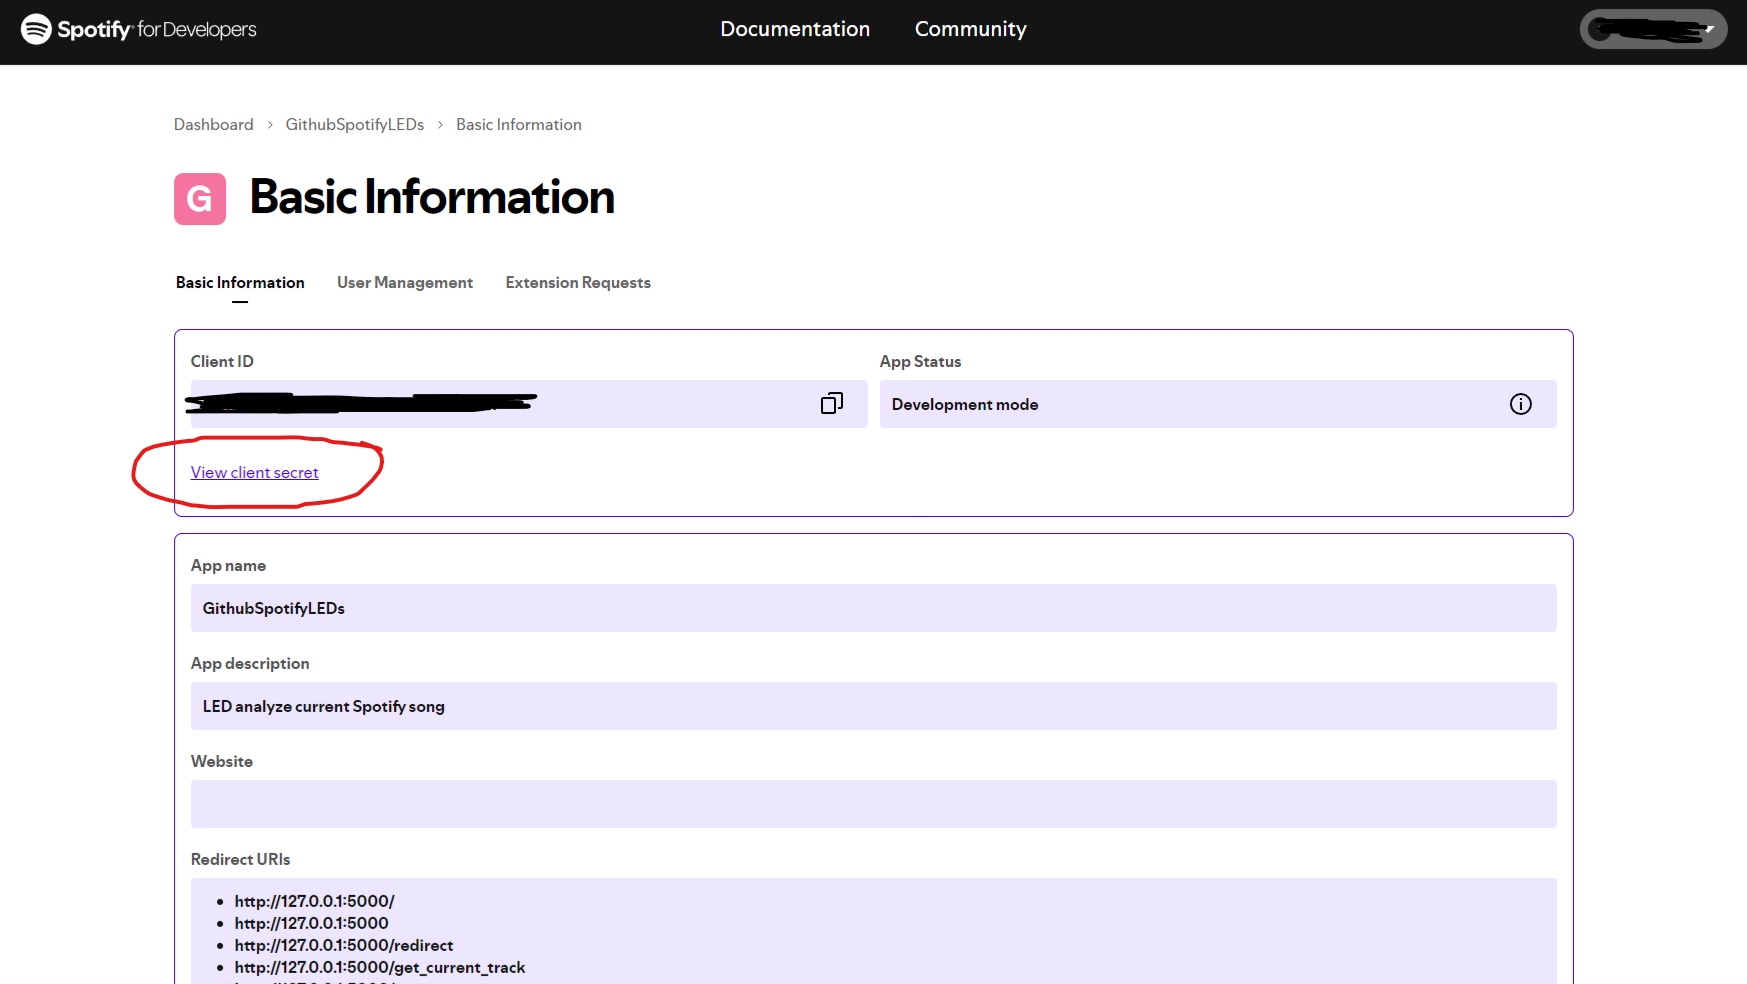 Spotify for Developers
Documentation
Community
Dashboard > GithubSpotifyLEDs > Basic Information
G
Basic Information
Basic Information
User Management
Extension Requests
Client ID
App Status
Development mode
View client secret
App name
GithubSpotifyLEDs
App description
LED analyze current Spotify song
Website
Redirect URIs
http://127.0.0.1:5000/
http://127.0.0.1:5000
http://127.0.0.1:5000/redirect
http://127.0.0.1:5000/get_current_track